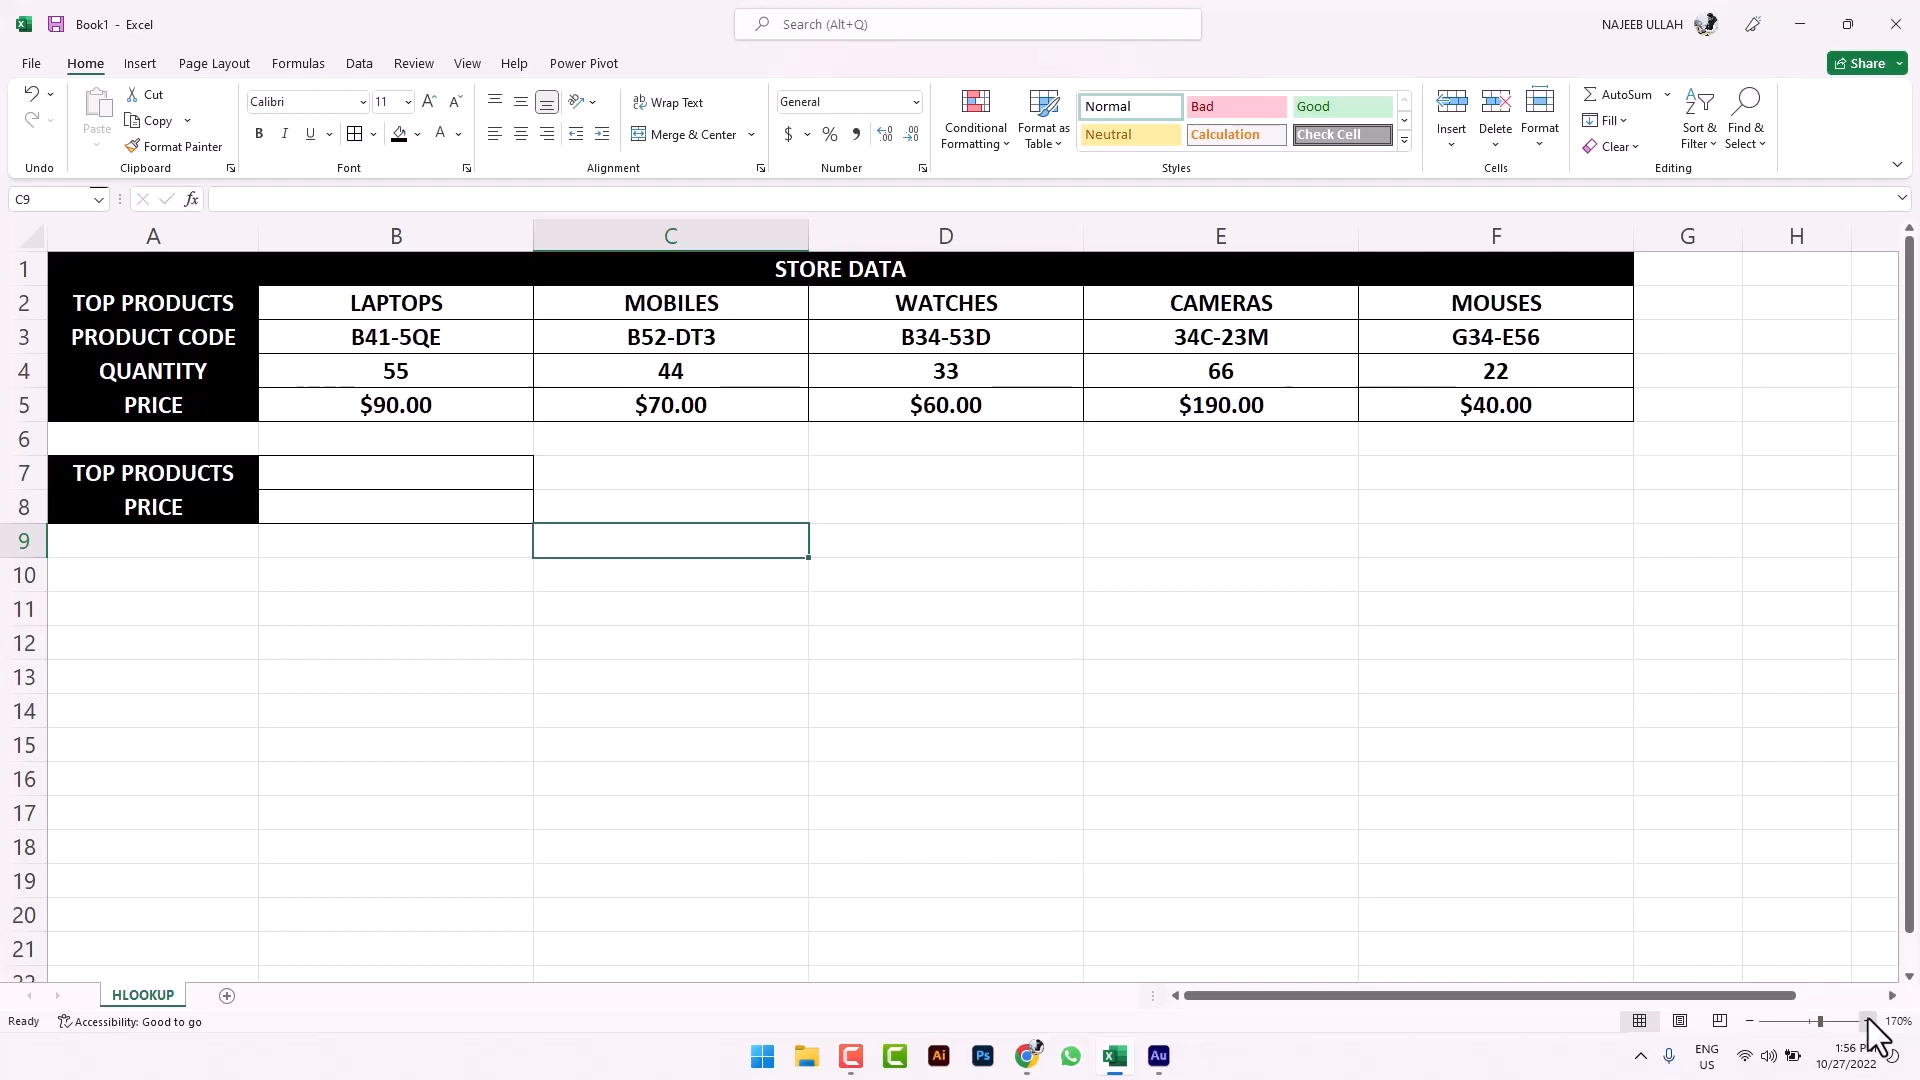 Book1 - Excel
Search (Alt+Q)
NAJEEB ULLAH
File Home Insert Page Layout Formulas Data Review View Help Power Pivot
Share
Undo
Paste
Cut
Copy
Format Painter
Clipboard
Calibri 11
B I U
A
Font
Wrap Text
Merge & Center
Alignment
General
$ % 9
Number
Conditional
Formatting
Format as
Table
Normal Bad Good
Neutral Calculation Check Cell
Styles
Insert Delete Format
Cells
AutoSum
Fill
Clear
Sort &
Filter
Find &
Select
Editing
C9
fx
A B C D E F G H
1 STORE DATA
2 TOP PRODUCTS LAPTOPS MOBILES WATCHES CAMERAS MOUSES
3 PRODUCT CODE B41-5QE B52-DT3 B34-53D 34C-23M G34-E56
4 QUANTITY 55 44 33 66 22
5 PRICE $90.00 $70.00 $60.00 $190.00 $40.00
6
7 TOP PRODUCTS
8 PRICE
9
10
11
12
13
14
15
16
17
18
19
20
21
22
HLOOKUP
Ready Accessibility: Good to go
170%
Ai Ps Au
ENG
US
1:56 P
10/27/2022